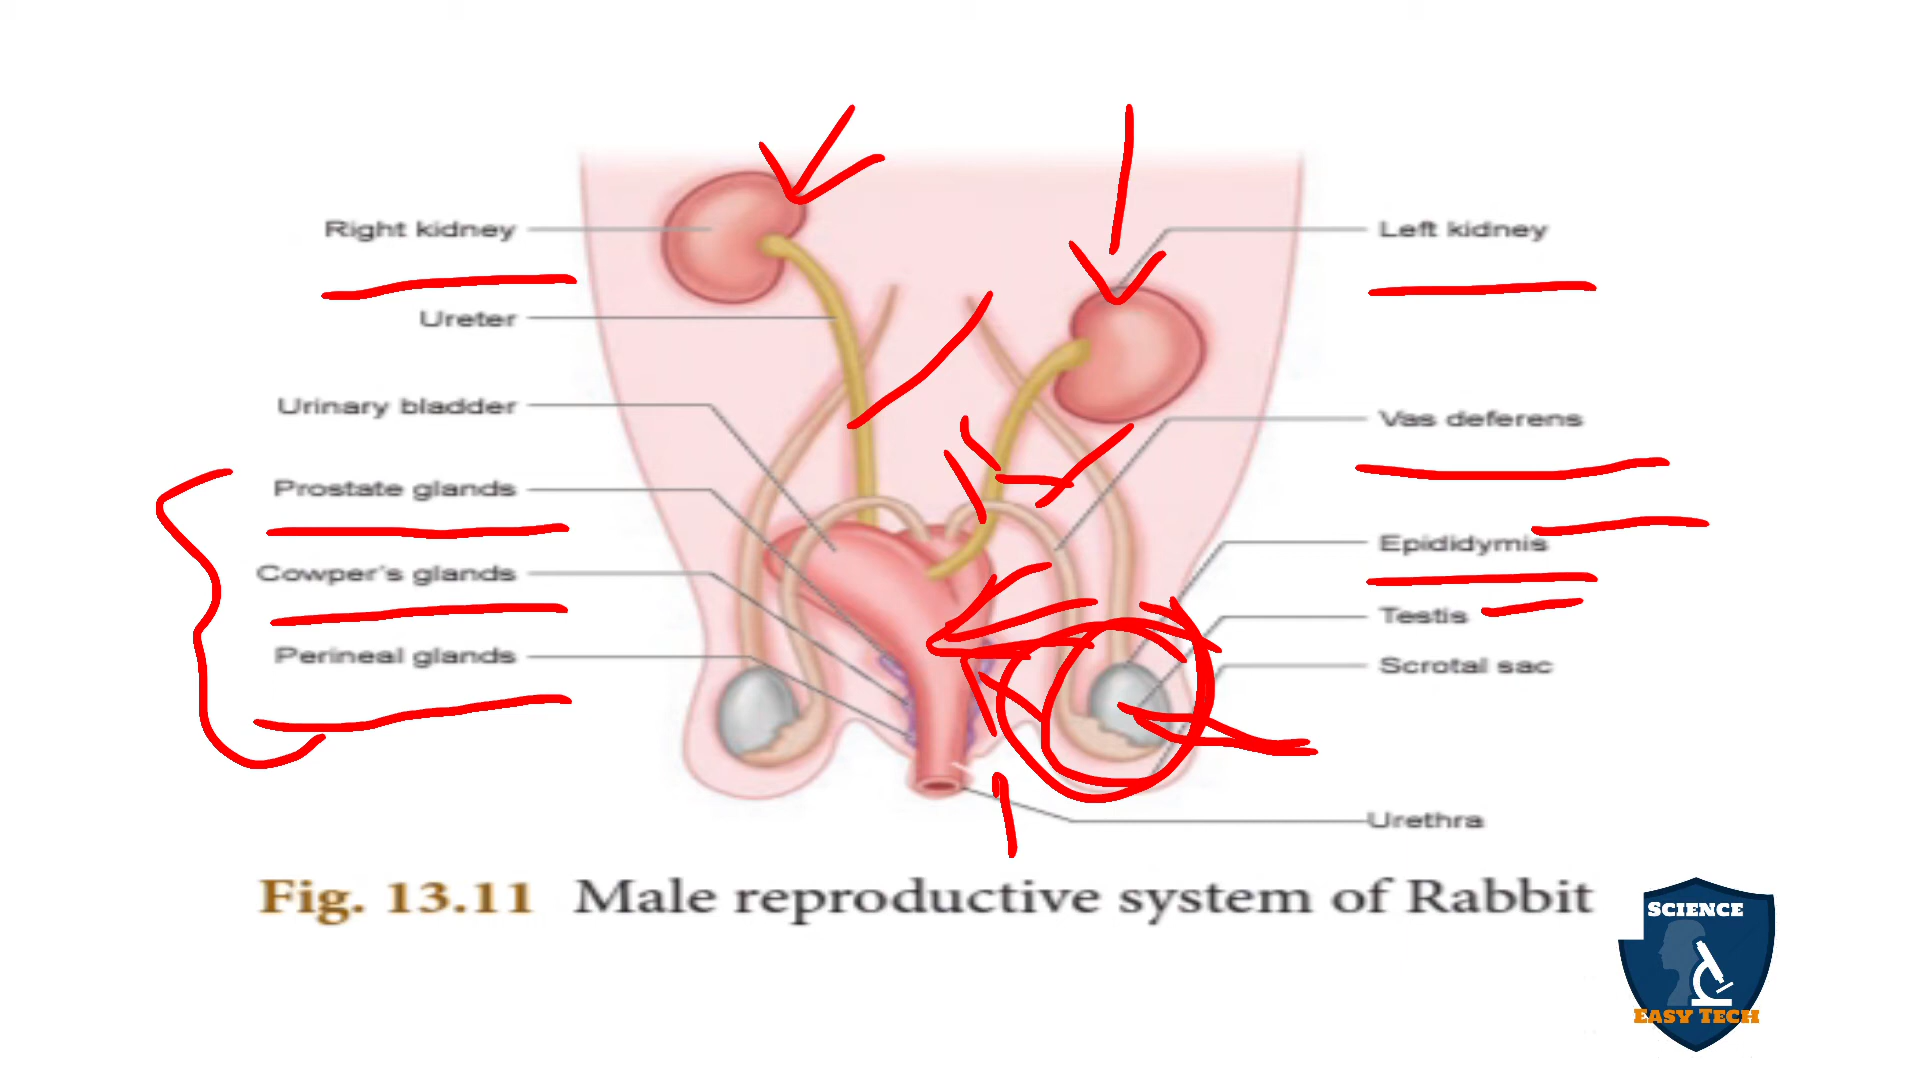 Right kidney
Ureter
Urinary bladder
Prostate glands
Cowper's glands
Perineal glands
Left kidney
Vas deferens
Epididymis
Testis
Scrotal sac
Urethra
Fig. 13.11 Male reproductive system of Rabbit
SCIENCE
EASY TECH